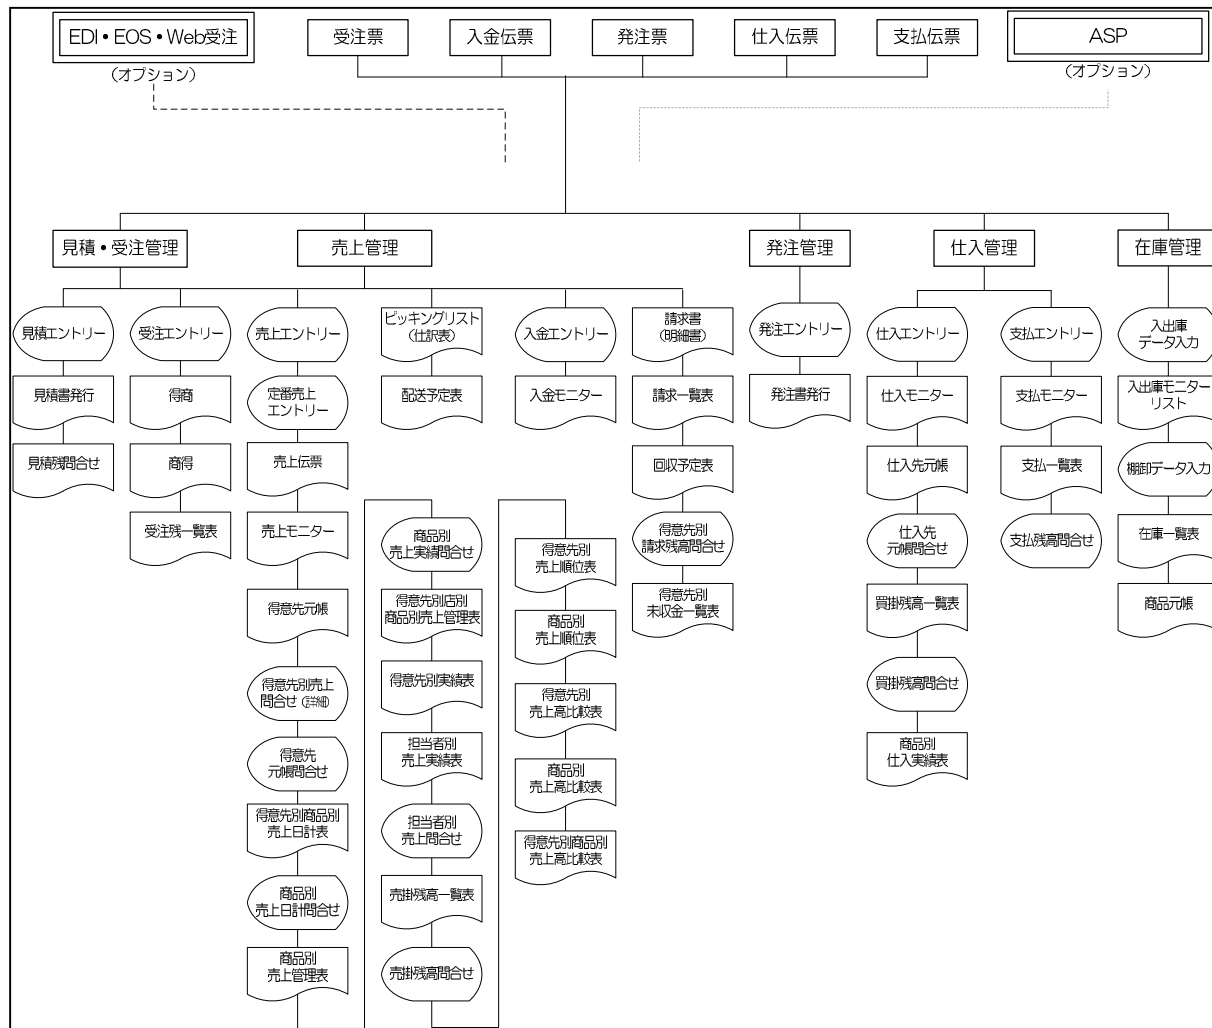 EDI・EOS・Web受注
(オプション)
受注票
入金伝票
発注票
仕入伝票
支払伝票
ASP
(オプション)
見積・受注管理
売上管理
発注管理
仕入管理
在庫管理
見積エントリー
見積書発行
見積残問合せ
受注エントリー
得商
商得
受注残一覧表
売上エントリー
定番売上
エントリー
売上伝票
売上モニター
得意先元帳
得意先別売上
問合せ(詳細)
得意先
元帳問合せ
得意先別商品別
売上日計表
商品別
売上日計問合せ
商品別
売上管理表
ピッキングリスト
(仕訳表)
配送予定表
商品別
売上実績問合せ
得意先別店別
商品別売上管理表
得意先別実績表
担当者別
売上実績表
担当者別
売上問合せ
売掛残高一覧表
売掛残高問合せ
入金エントリー
入金モニター
得意先別
売上順位表
商品別
売上順位表
得意先別
売上高比較表
商品別
売上高比較表
得意先別商品別
売上高比較表
請求書
(明細書)
請求一覧表
回収予定表
得意先別
請求残高問合せ
得意先別
未収金一覧表
発注エントリー
発注書発行
仕入エントリー
仕入モニター
仕入先元帳
仕入先
元帳問合せ
買掛残高一覧表
買掛残高問合せ
商品別
仕入実績表
支払エントリー
支払モニター
支払一覧表
支払残高問合せ
入出庫
データ入力
入出庫モニター
リスト
棚卸データ入力
在庫一覧表
商品元帳